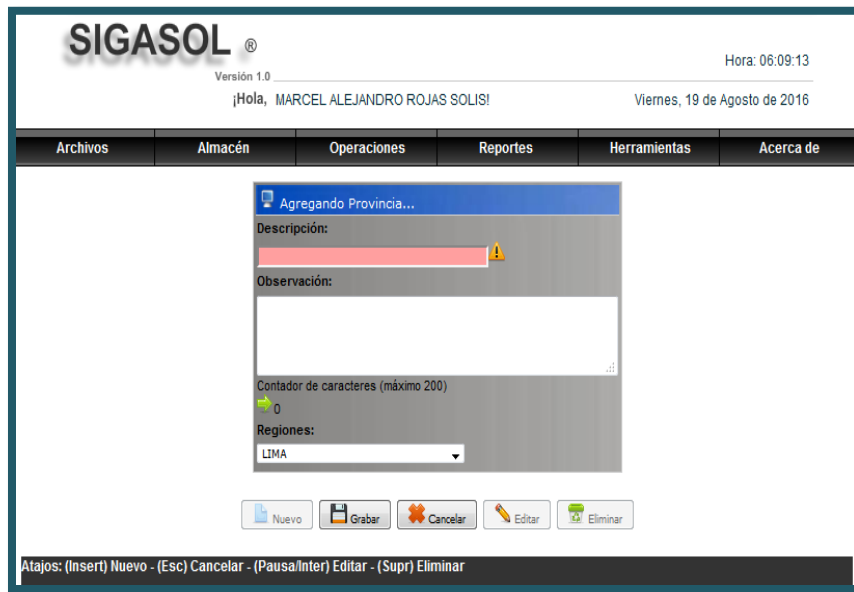 SIGASOL ®
Hora: 06:09:13
Versión 1.0
¡Hola, MARCEL ALEJANDRO ROJAS SOLIS!
Viernes, 19 de Agosto de 2016
Archivos Almacén Operaciones Reportes Herramientas Acerca de
Agregando Provincia...
Descripción:
Observación:
Contador de caracteres (máximo 200)
0
Regiones:
LIMA
Nuevo Grabar Cancelar Editar Eliminar
Atajos: (Insert) Nuevo - (Esc) Cancelar - (Pausa/Inter) Editar - (Supr) Eliminar